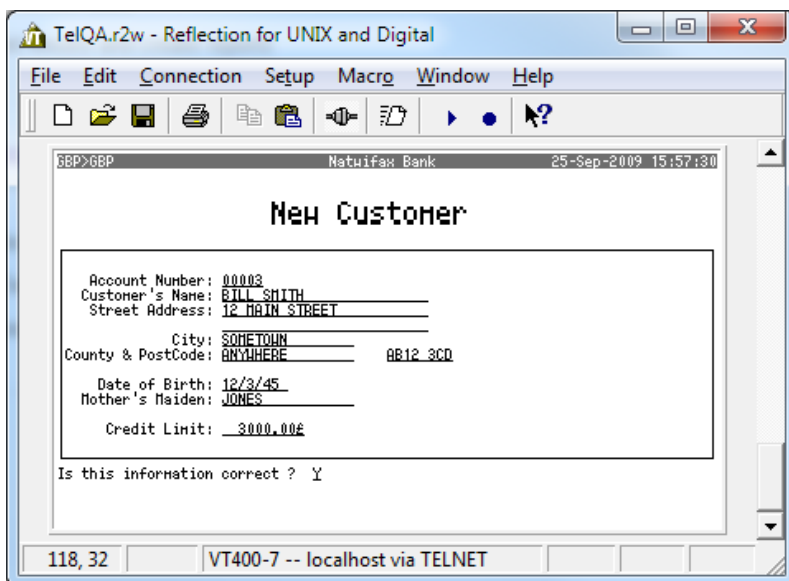 TelQA.r2w - Reflection for UNIX and Digital
File Edit Connection Setup Macro Window Help
GBP>GBP Natwifax Bank 25-Sep-2009 15:57:30
New Customer
Account Number: 00003
Customer's Name: BILL SMITH
Street Address: 12 MAIN STREET
City: SOMETOWN
County & PostCode: ANYWHERE AB12 3CD
Date of Birth: 12/3/45
Mother's Maiden: JONES
Credit Limit: 3000.00£
Is this information correct ? Y
118, 32 VT400-7 -- localhost via TELNET